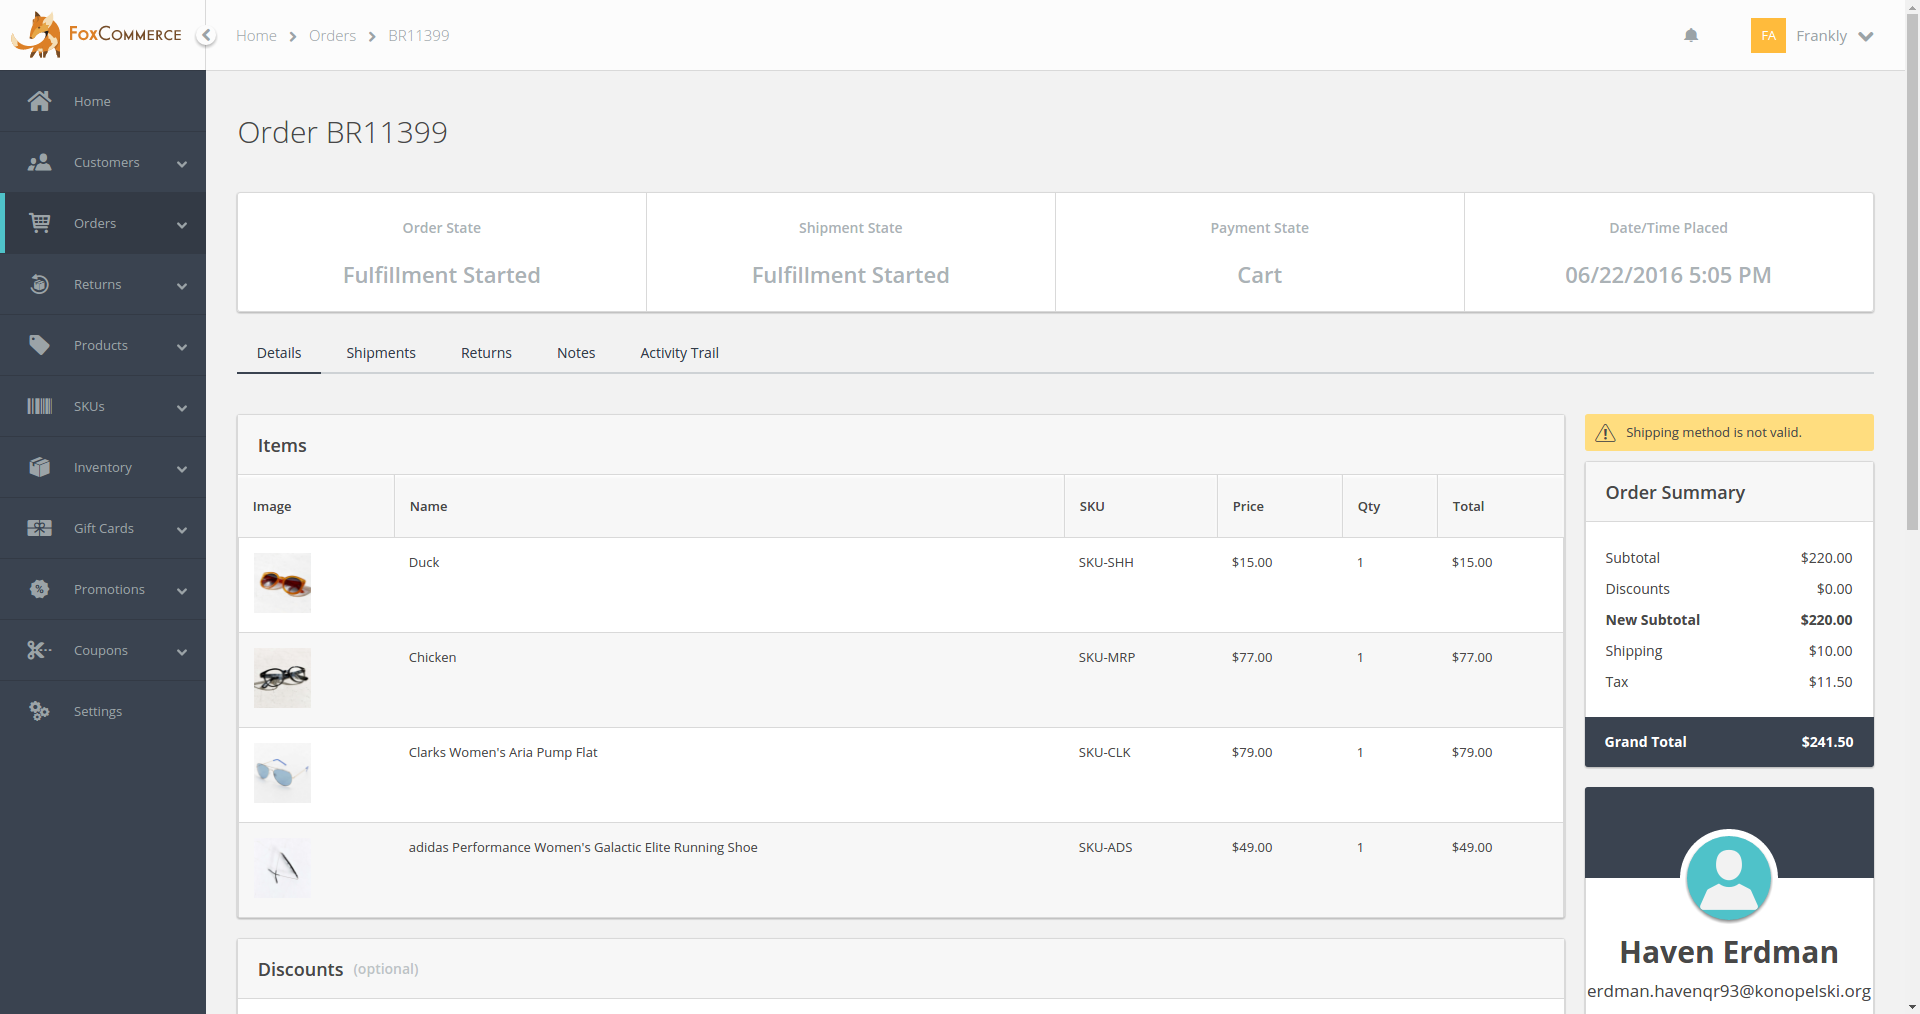 FoxCommerce
Home
Orders
BR11399
FA
Frankly
Home
Customers
Orders
Returns
Products
SKUs
Inventory
Gift Cards
Promotions
Coupons
Settings
Order BR11399
Order State
Fulfillment Started
Shipment State
Fulfillment Started
Payment State
Cart
Date/Time Placed
06/22/2016 5:05 PM
Details
Shipments
Returns
Notes
Activity Trail
Items
Image Name SKU Price Qty Total
Duck SKU-SHH $15.00 1 $15.00
Chicken SKU-MRP $77.00 1 $77.00
Clarks Women's Aria Pump Flat SKU-CLK $79.00 1 $79.00
adidas Performance Women's Galactic Elite Running Shoe SKU-ADS $49.00 1 $49.00
Discounts (optional)
Shipping method is not valid.
Order Summary
Subtotal $220.00
Discounts $0.00
New Subtotal $220.00
Shipping $10.00
Tax $11.50
Grand Total $241.50
Haven Erdman
erdman.havenqr93@konopelski.org